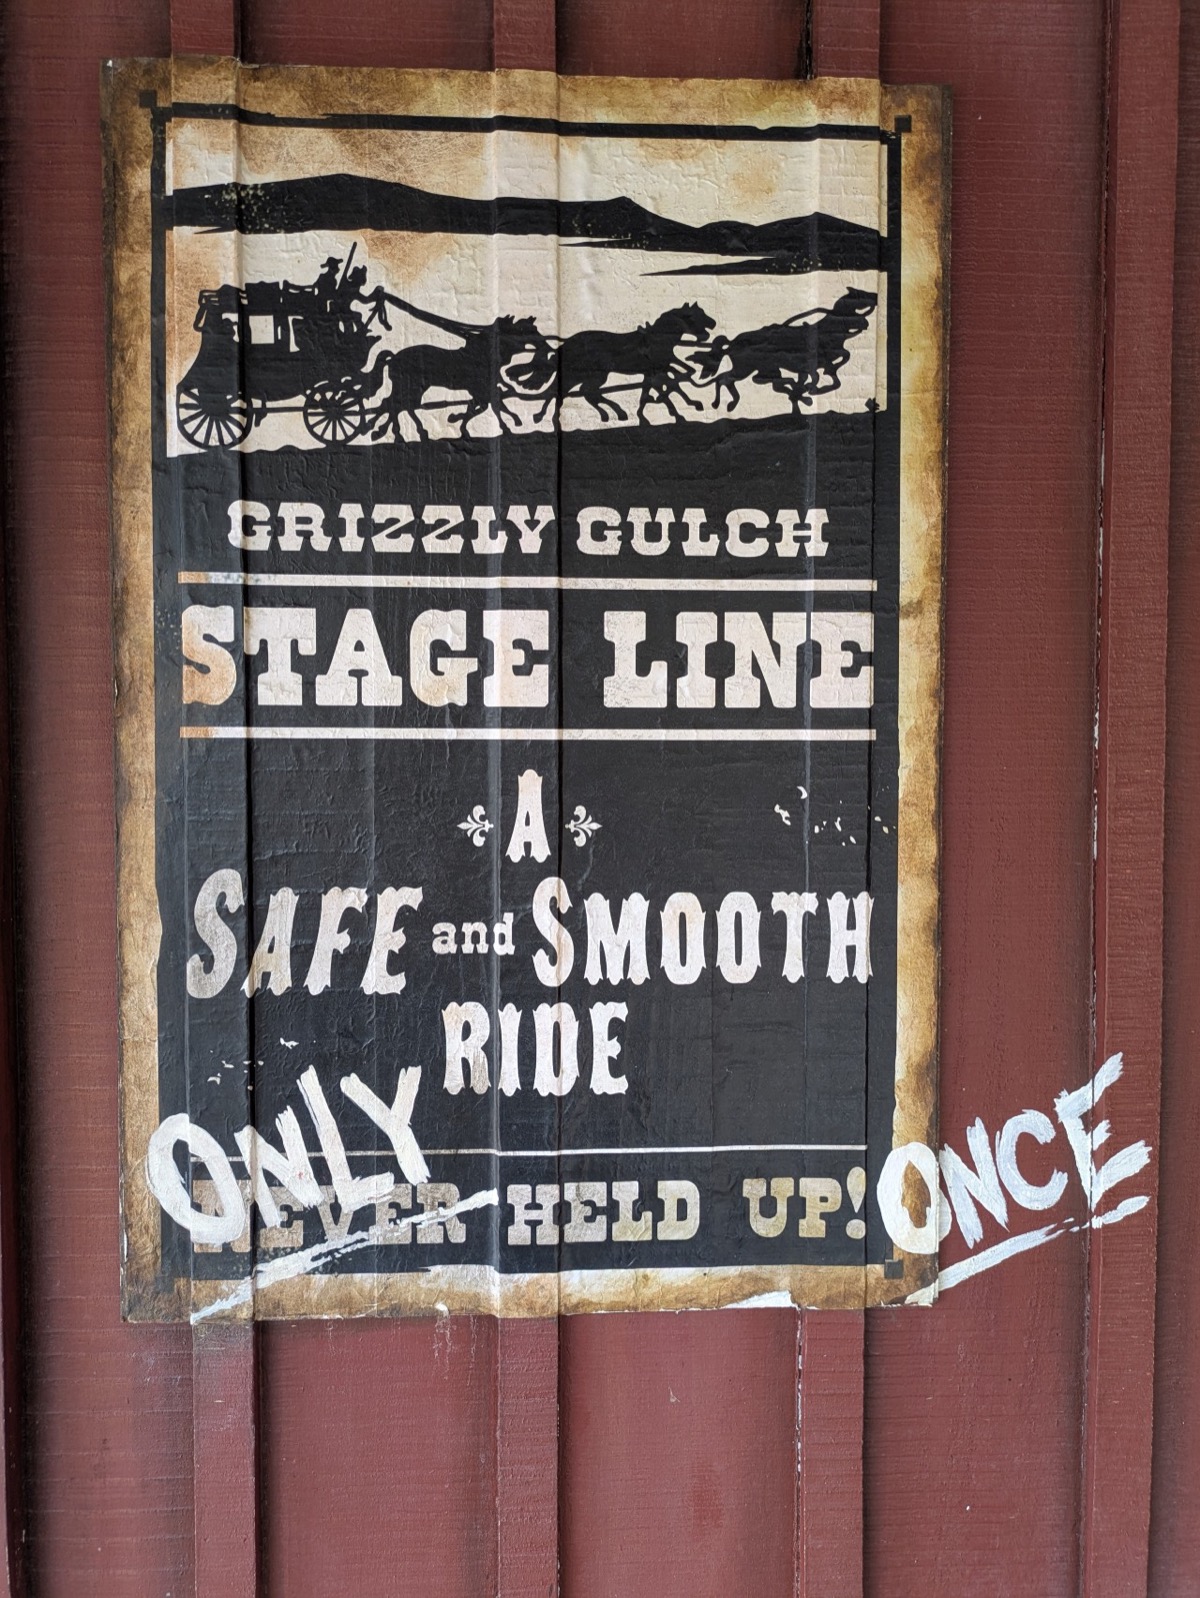 GRIZZLY GULCH
STAGE LINE
A
SAFE and SMOOTH
RIDE
ONLY
NEVER HELD UP! ONCE